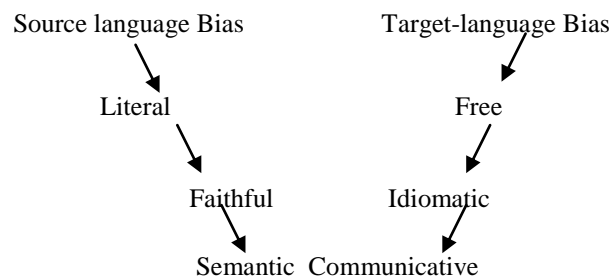 Source language Bias Target-language Bias
Literal Free
Faithful Idiomatic
Semantic Communicative